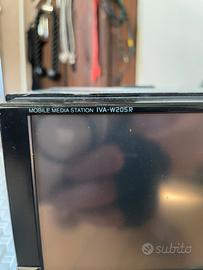 MOBILE MEDIA STATION IVA-W205R
subito